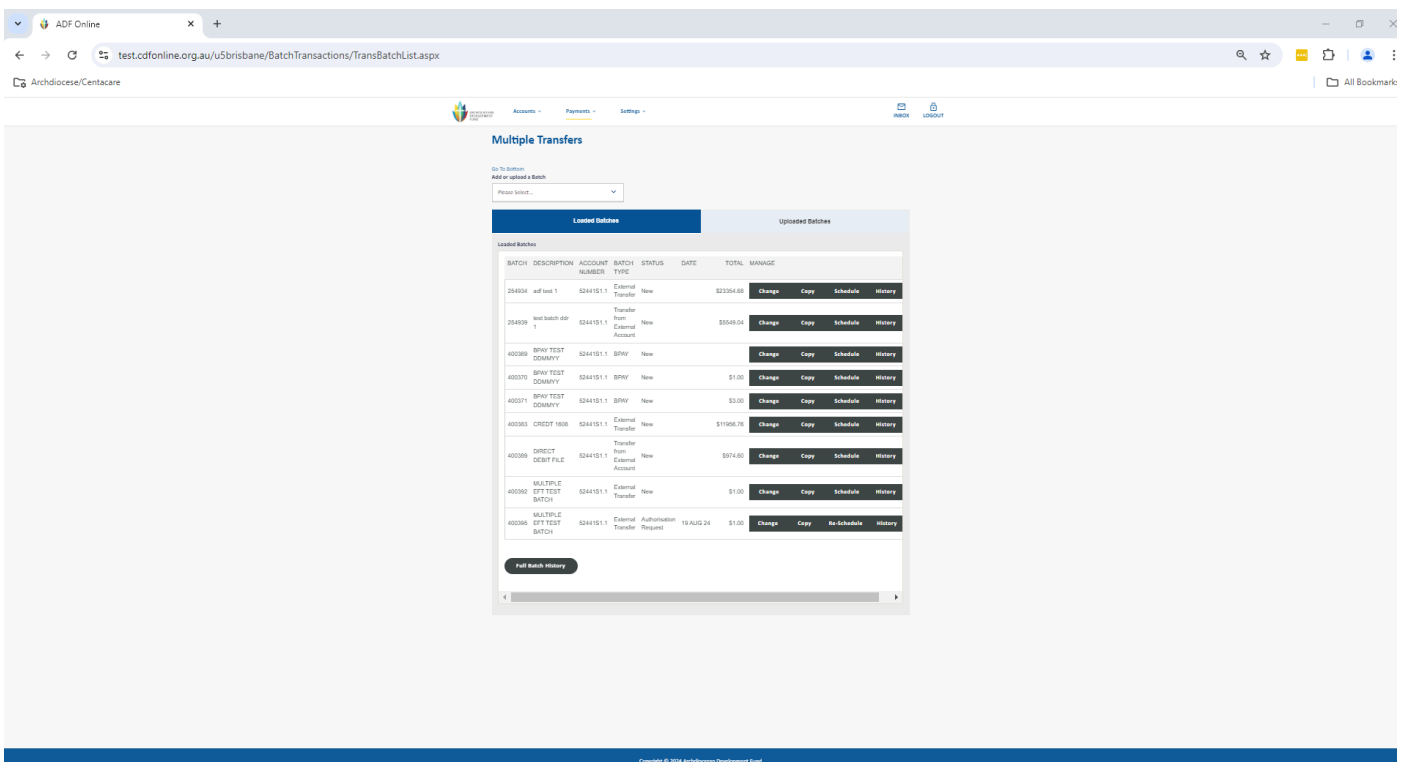 ADF Online
test.cdfonline.org.au/u5brisbane/BatchTransactions/TransBatchList.aspx
Archdiocese/Centacare
All Bookmarks
Accounts Payments Settings INBOX LOGOUT
Multiple Transfers
Go To Bottom
Add or upload a Batch
Please Select...
Loaded Batches Uploaded Batches
Loaded Batches
BATCH DESCRIPTION ACCOUNT NUMBER BATCH TYPE STATUS DATE TOTAL MANAGE
254934 adf test 1 52441S1.1 External Transfer New $23354.68 Change Copy Schedule History
254939 test batch ddr 1 52441S1.1 Transfer from External Account New $5549.04 Change Copy Schedule History
400369 BPAY TEST DDMMYY 52441S1.1 BPAY New Change Copy Schedule History
400370 BPAY TEST DDMMYY 52441S1.1 BPAY New $1.00 Change Copy Schedule History
400371 BPAY TEST DDMMYY 52441S1.1 BPAY New $3.00 Change Copy Schedule History
400383 CREDT 1606 52441S1.1 External Transfer New $11956.76 Change Copy Schedule History
400389 DIRECT DEBIT FILE 52441S1.1 Transfer from External Account New $974.60 Change Copy Schedule History
400392 MULTIPLE EFT TEST BATCH 52441S1.1 External Transfer New $1.00 Change Copy Schedule History
400395 MULTIPLE EFT TEST BATCH 52441S1.1 External Transfer Authorisation Request 19 AUG 24 $1.00 Change Copy Re-Schedule History
Full Batch History
Copyright © 2024 Archdiocesan Development Fund